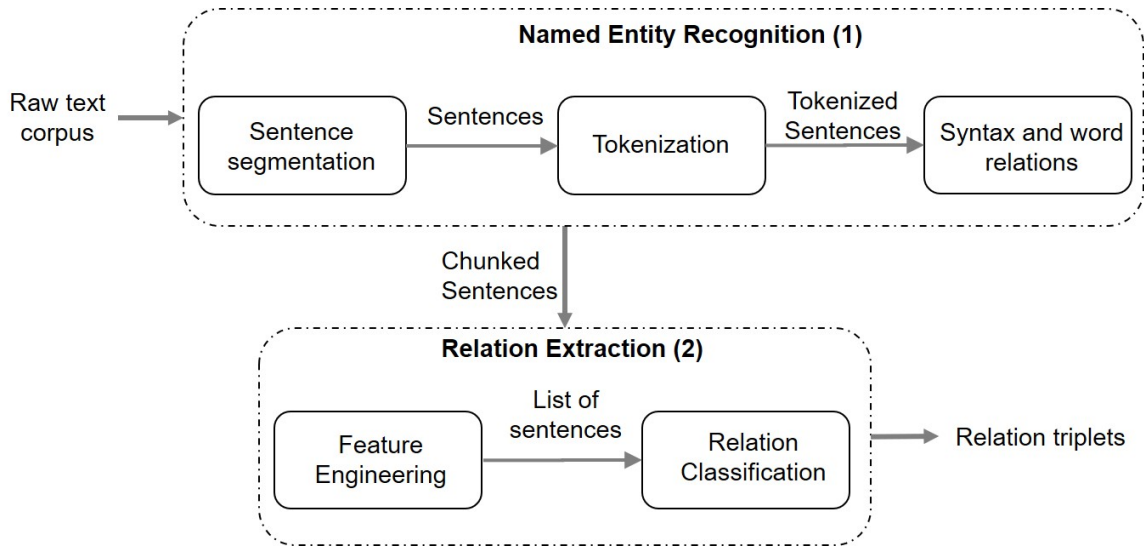 Named Entity Recognition (1)
Raw text
corpus
Sentence
segmentation
Sentences
Tokenization
Tokenized
Sentences
Syntax and word
relations
Chunked
Sentences
Relation Extraction (2)
Feature
Engineering
List of
sentences
Relation
Classification
Relation triplets